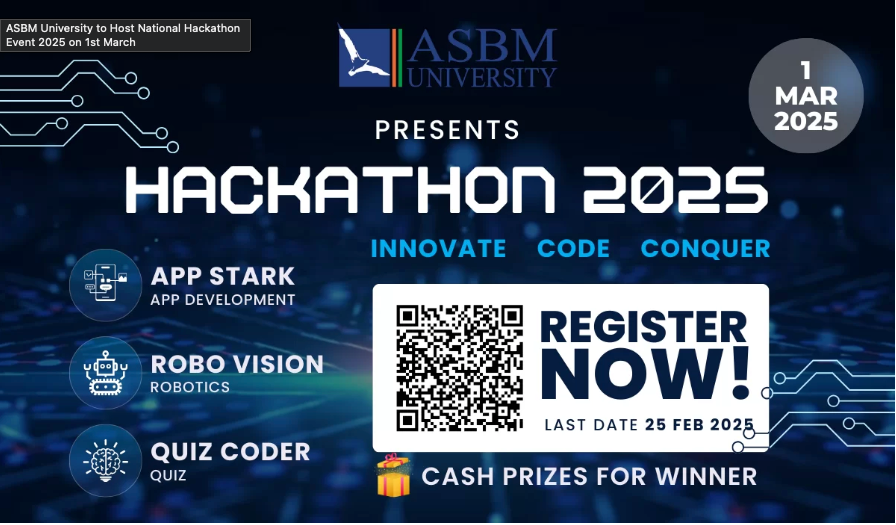 ASBM University to Host National Hackathon
Event 2025 on 1st March
ASBM
UNIVERSITY
1
MAR
2025
PRESENTS
HACKATHON 2025
INNOVATE CODE CONQUER
APP STARK
APP DEVELOPMENT
ROBO VISION
ROBOTICS
QUIZ CODER
QUIZ
REGISTER
NOW!
LAST DATE 25 FEB 2025
CASH PRIZES FOR WINNER